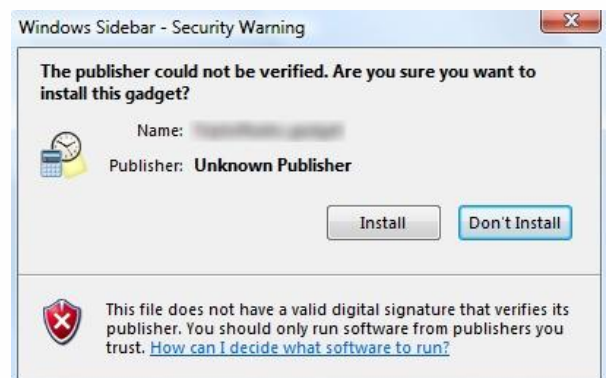 Windows Sidebar - Security Warning
The publisher could not be verified. Are you sure you want to
install this gadget?
Name:
Publisher: Unknown Publisher
Install Don't Install
This file does not have a valid digital signature that verifies its
publisher. You should only run software from publishers you
trust. How can I decide what software to run?